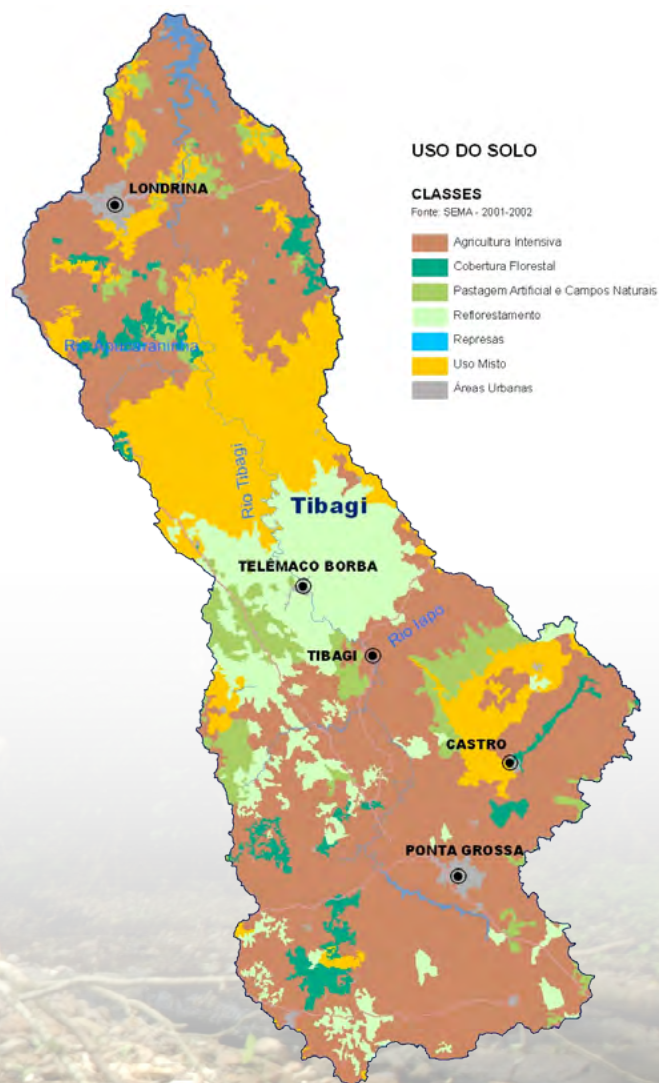 USO DO SOLO
CLASSES
Fonte: SEMA - 2001-2002
Agricultura Intensiva
Cobertura Florestal
Pastagem Artificial e Campos Naturais
Reflorestamento
Represas
Uso Misto
Áreas Urbanas
LONDRINA
Rio Tibagi
Tibagi
TELÊMACO BORBA
Rio Iapo
TIBAGI
CASTRO
PONTA GROSSA